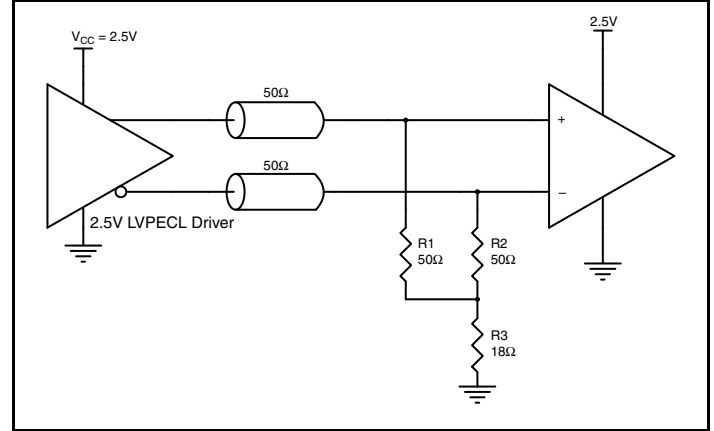 2.5V
V_CC = 2.5V
50Ω
+
50Ω
−
2.5V LVPECL Driver
R1
50Ω
R2
50Ω
R3
18Ω